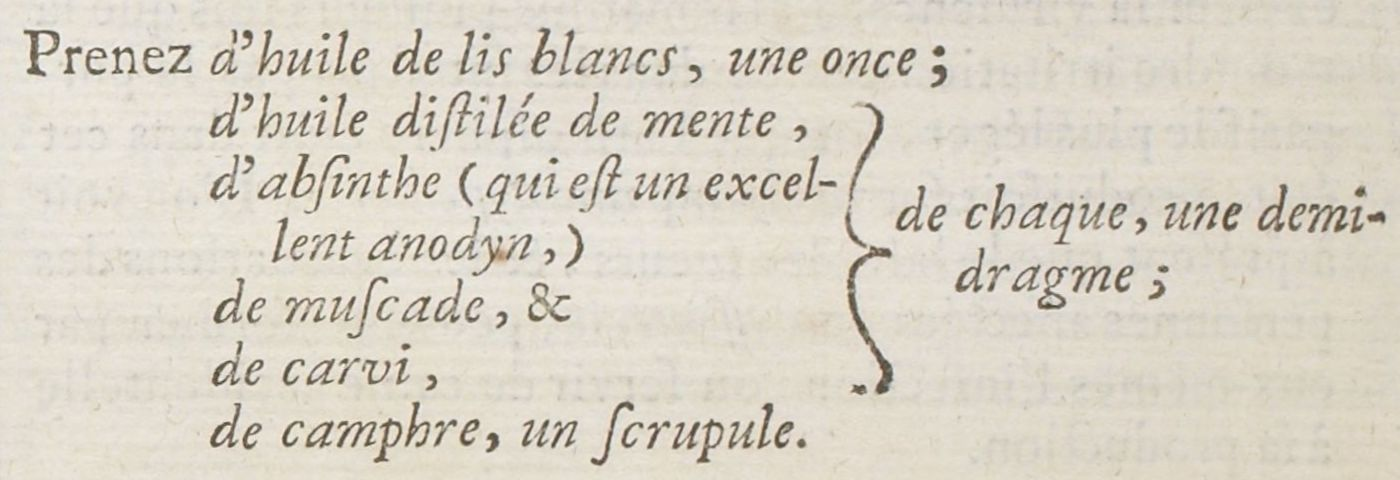 Prenez d'huile de lis blancs, une once;
d'huile diſtilée de mente,
d'abſinthe (qui eſt un excel-
lent anodyn,)
de muſcade, &
de carvi,
de chaque, une demi-
dragme;
de camphre, un ſcrupule.